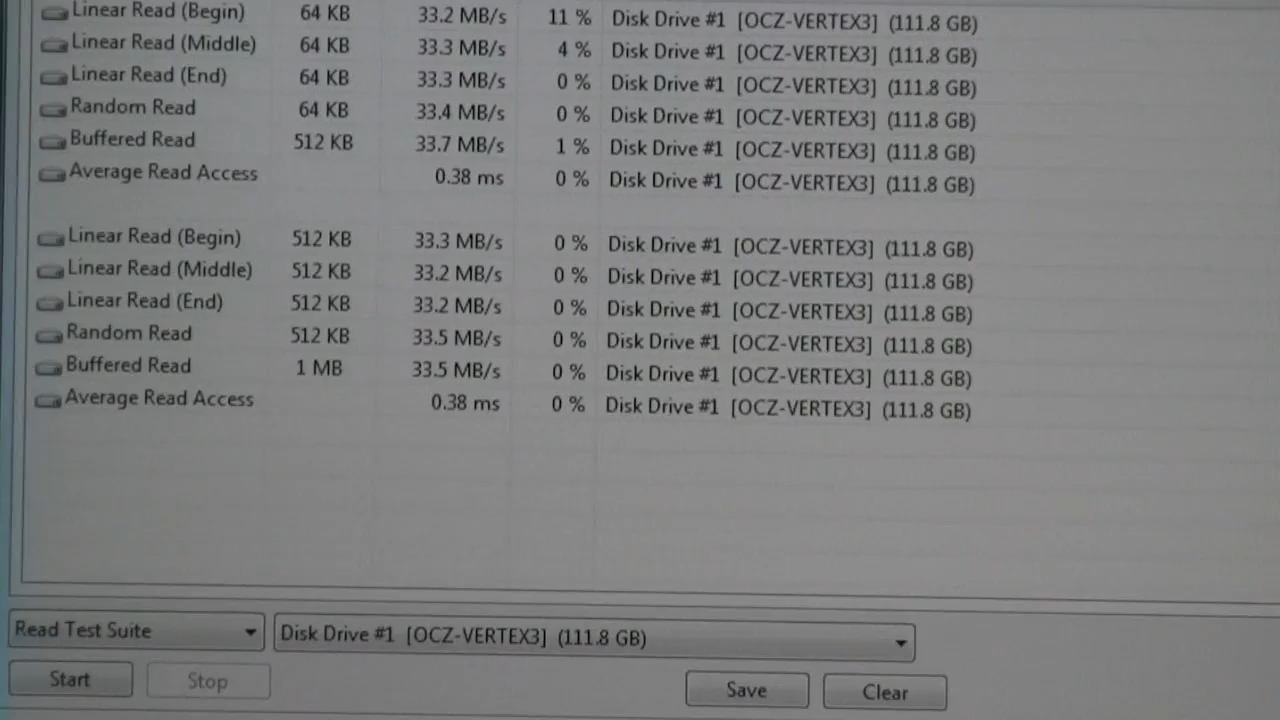 Linear Read (Begin) 64 KB 33.2 MB/s 11 % Disk Drive #1 [OCZ-VERTEX3] (111.8 GB)
Linear Read (Middle) 64 KB 33.3 MB/s 4 % Disk Drive #1 [OCZ-VERTEX3] (111.8 GB)
Linear Read (End) 64 KB 33.3 MB/s 0 % Disk Drive #1 [OCZ-VERTEX3] (111.8 GB)
Random Read 64 KB 33.4 MB/s 0 % Disk Drive #1 [OCZ-VERTEX3] (111.8 GB)
Buffered Read 512 KB 33.7 MB/s 1 % Disk Drive #1 [OCZ-VERTEX3] (111.8 GB)
Average Read Access 0.38 ms 0 % Disk Drive #1 [OCZ-VERTEX3] (111.8 GB)
Linear Read (Begin) 512 KB 33.3 MB/s 0 % Disk Drive #1 [OCZ-VERTEX3] (111.8 GB)
Linear Read (Middle) 512 KB 33.2 MB/s 0 % Disk Drive #1 [OCZ-VERTEX3] (111.8 GB)
Linear Read (End) 512 KB 33.2 MB/s 0 % Disk Drive #1 [OCZ-VERTEX3] (111.8 GB)
Random Read 512 KB 33.5 MB/s 0 % Disk Drive #1 [OCZ-VERTEX3] (111.8 GB)
Buffered Read 1 MB 33.5 MB/s 0 % Disk Drive #1 [OCZ-VERTEX3] (111.8 GB)
Average Read Access 0.38 ms 0 % Disk Drive #1 [OCZ-VERTEX3] (111.8 GB)
Read Test Suite Disk Drive #1 [OCZ-VERTEX3] (111.8 GB)
Start Stop Save Clear